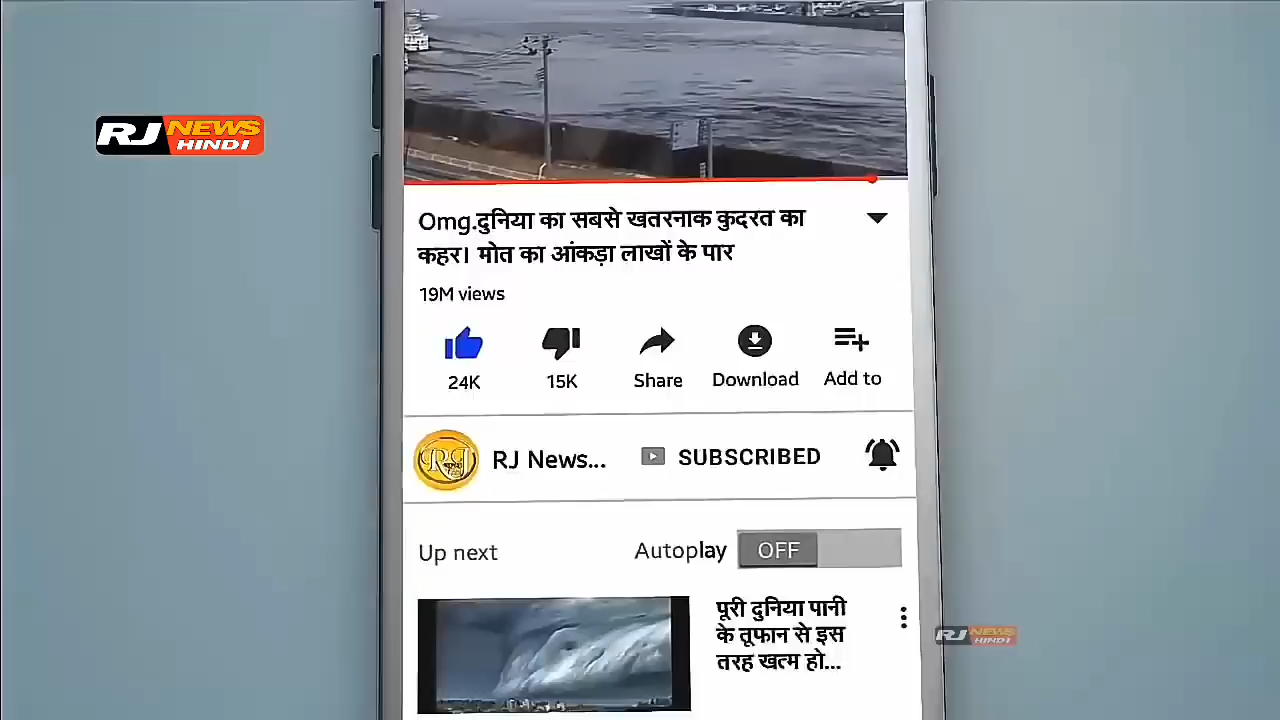 RJ NEWS
HINDI
Omg.दुनिया का सबसे खतरनाक कुदरत का
कहर। मोत का आंकड़ा लाखों के पार
19M views
24K 15K Share Download Add to
RJ News... SUBSCRIBED
Up next Autoplay OFF
पूरी दुनिया पानी
के तूफान से इस
तरह खत्म हो...
RJ NEWS
HINDI